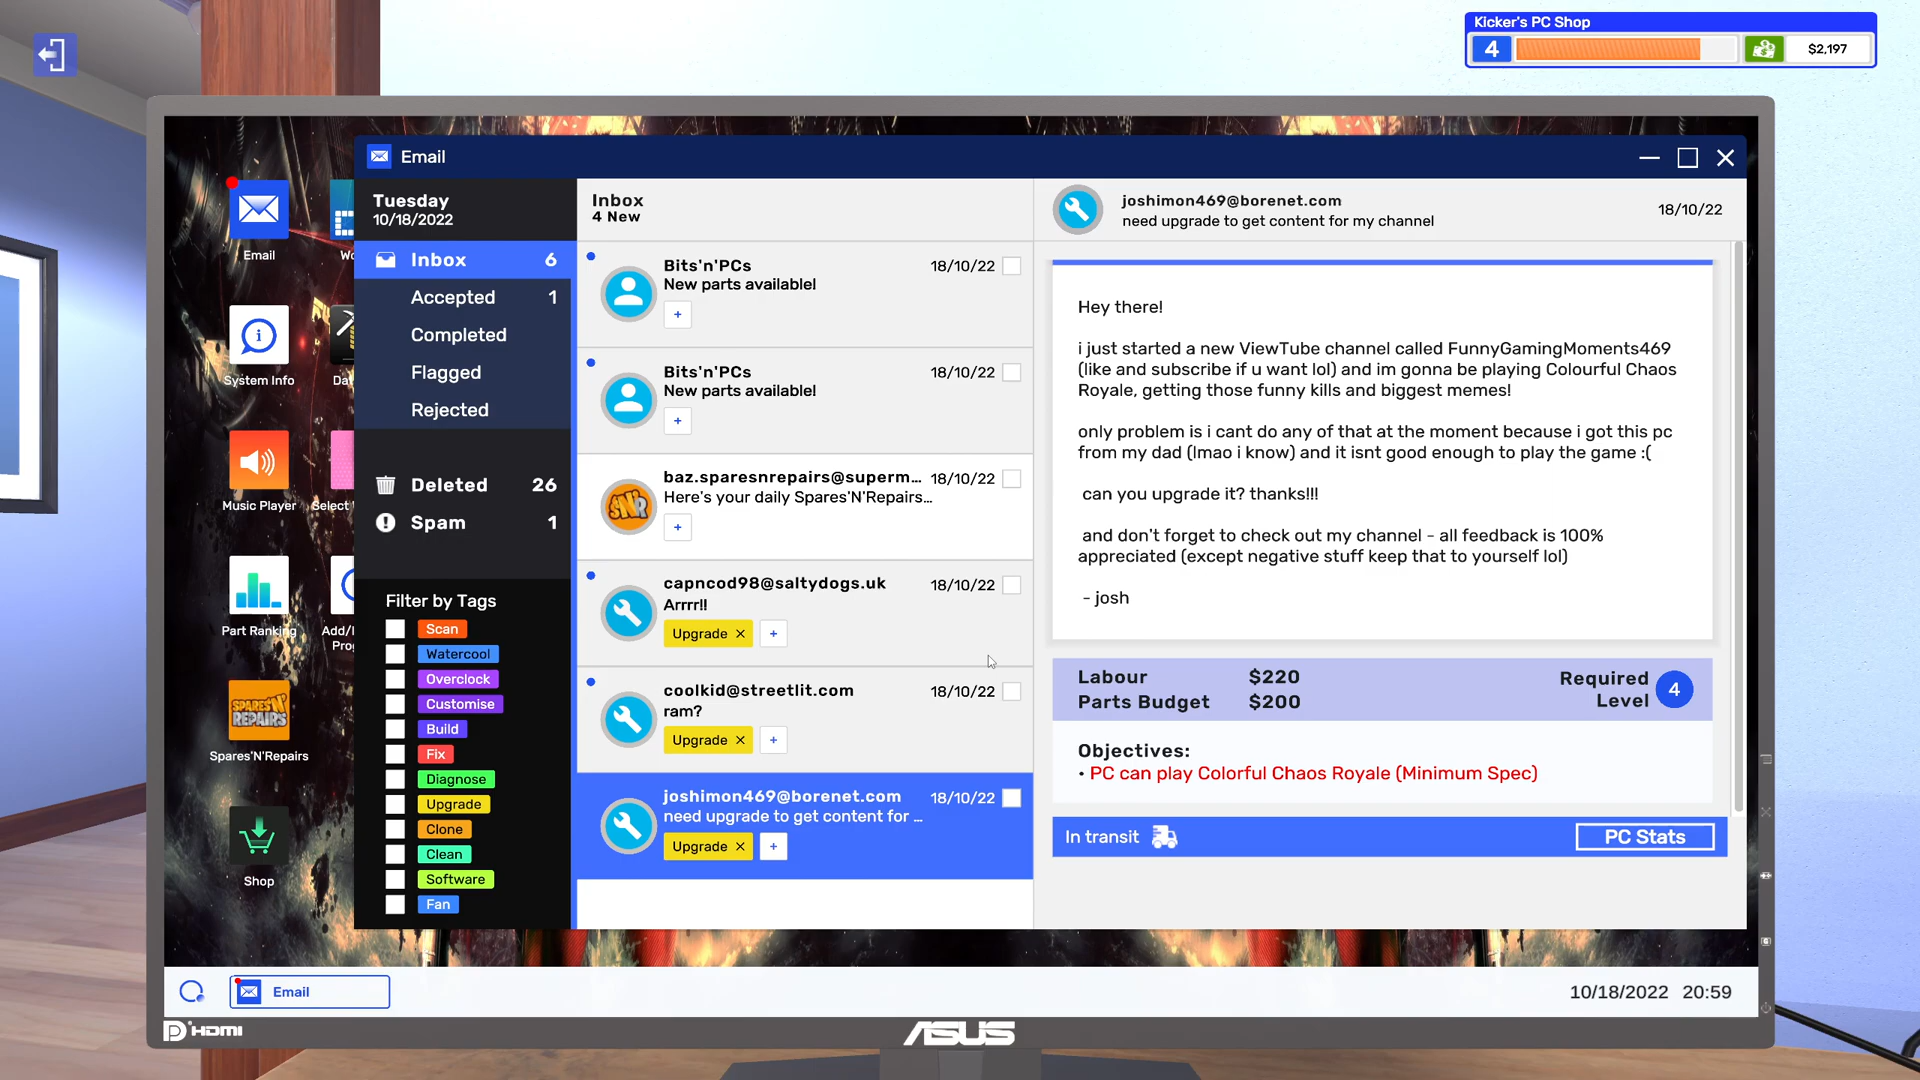 Kicker's PC Shop
4
$2,197
Email
Tuesday
10/18/2022
Inbox 6
Accepted 1
Completed
Flagged
Rejected
Deleted 26
Spam 1
Filter by Tags
Scan
Watercool
Overclock
Customise
Build
Fix
Diagnose
Upgrade
Clone
Clean
Software
Fan
Email
System Info
Music Player
Select
Part Ranking
Add/
Spares'N'Repairs
SPARES 'N' REPAIRS
Shop
Inbox
4 New
Bits'n'PCs 18/10/22
New parts available!
+
Bits'n'PCs 18/10/22
New parts available!
+
baz.sparesnrepairs@superm... 18/10/22
Here's your daily Spares'N'Repairs...
+
capncod98@saltydogs.uk 18/10/22
Arrrr!!
Upgrade × +
coolkid@streetlit.com 18/10/22
ram?
Upgrade × +
joshimon469@borenet.com 18/10/22
need upgrade to get content for ...
Upgrade × +
joshimon469@borenet.com
need upgrade to get content for my channel
18/10/22
Hey there!
i just started a new ViewTube channel called FunnyGamingMoments469
(like and subscribe if u want lol) and im gonna be playing Colourful Chaos
Royale, getting those funny kills and biggest memes!
only problem is i cant do any of that at the moment because i got this pc
from my dad (lmao i know) and it isnt good enough to play the game :(
can you upgrade it? thanks!!!
and don't forget to check out my channel - all feedback is 100%
appreciated (except negative stuff keep that to yourself lol)
- josh
Labour $220
Parts Budget $200
Required
Level 4
Objectives:
• PC can play Colorful Chaos Royale (Minimum Spec)
In transit
PC Stats
Email
10/18/2022 20:59
HDMI
ASUS